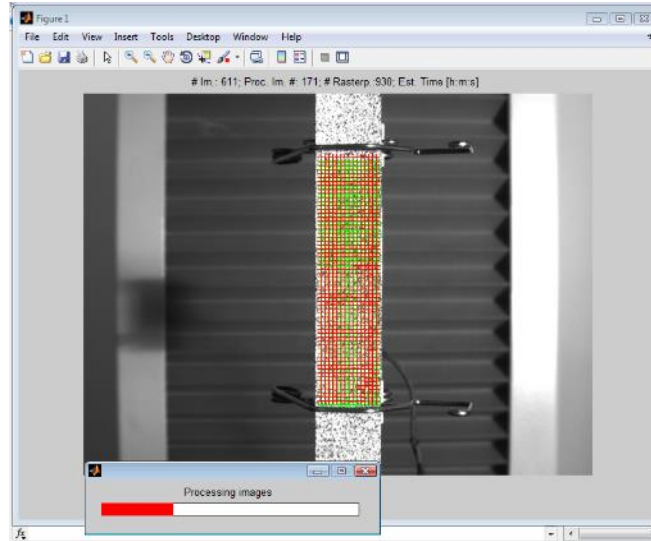 Figure 1
File Edit View Insert Tools Desktop Window Help
# Im.: 611; Proc. Im. #: 171; # Rasterp.:930; Est. Time [h:m:s]
Processing images
fx